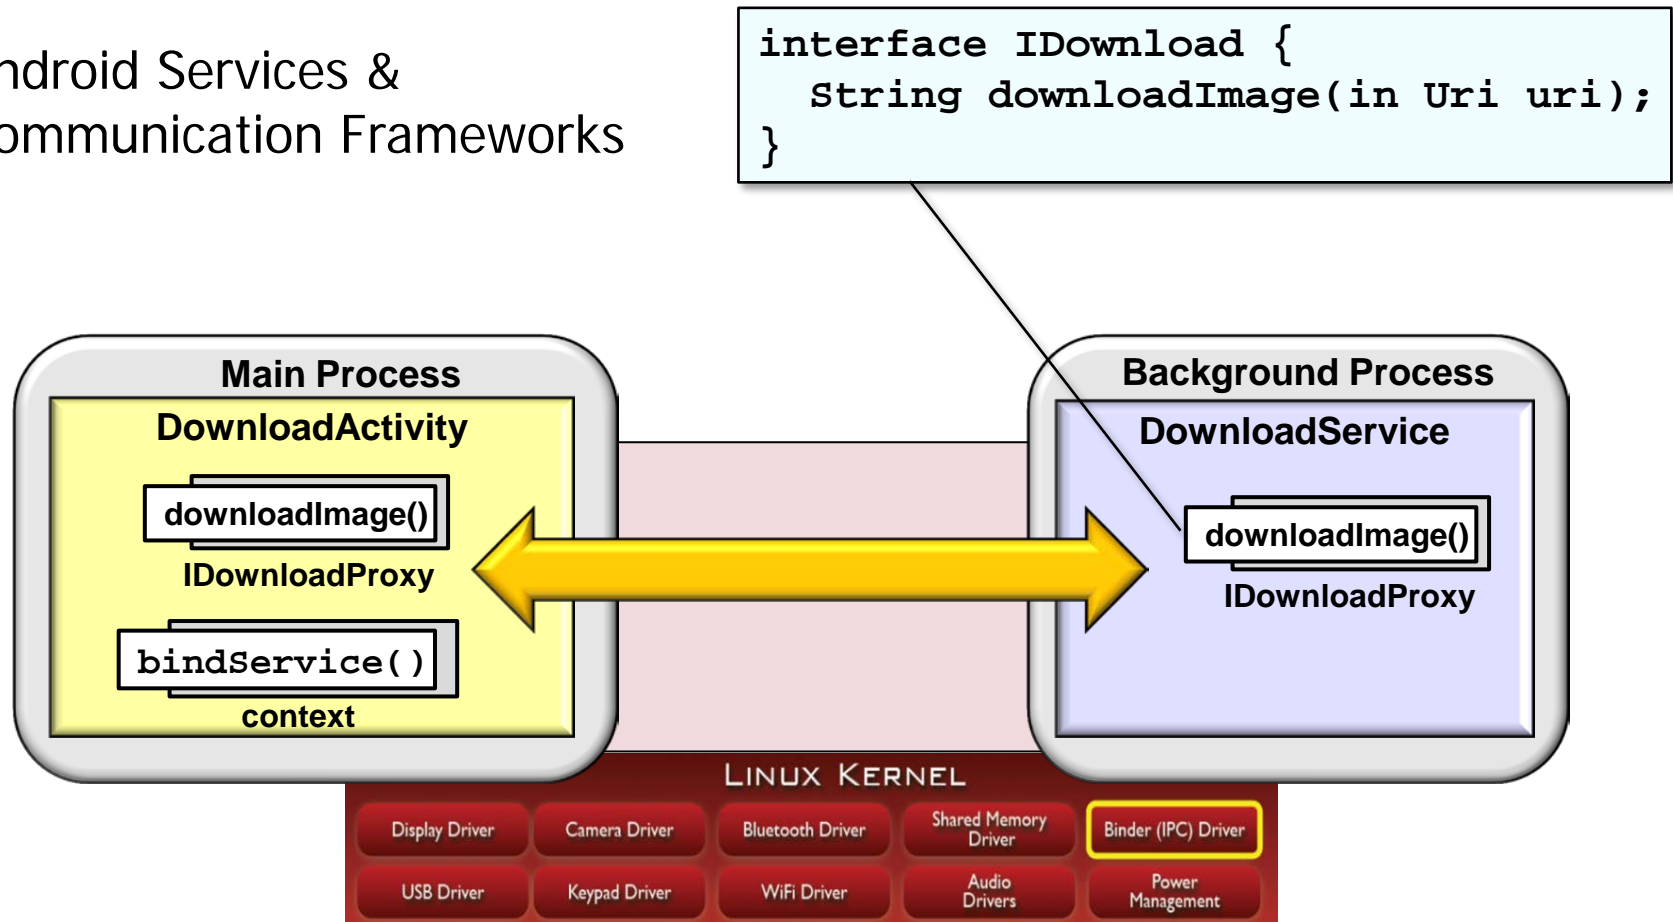 ndroid Services &
ommunication Frameworks
interface IDownload {
String downloadImage(in Uri uri);
}
Main Process
DownloadActivity
downloadImage()
IDownloadProxy
bindService()
context
Background Process
DownloadService
downloadImage()
IDownloadProxy
LINUX KERNEL
Display Driver
Camera Driver
Bluetooth Driver
Shared Memory
Driver
Binder (IPC) Driver
USB Driver
Keypad Driver
WiFi Driver
Audio
Drivers
Power
Management